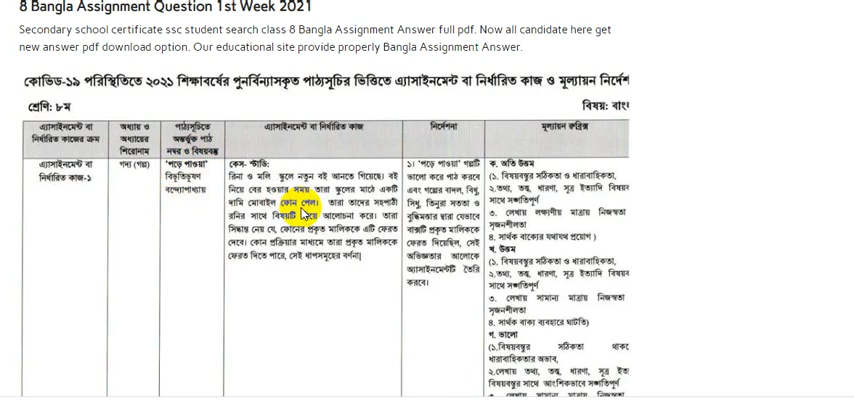 8 Bangla Assignment Question 1st Week 2021
Secondary school certificate ssc student search class 8 Bangla Assignment Answer full pdf. Now all candidate here get
new answer pdf download option. Our educational site provide properly Bangla Assignment Answer.
কোভিড-১৯ পরিস্থিতিতে ২০২১ শিক্ষাবর্ষের পুনর্বিন্যাসকৃত পাঠ্যসূচির ভিত্তিতে এ্যাসাইনমেন্ট বা নির্ধারিত কাজ ও মূল্যায়ন নির্দেশ
শ্রেণি: ৮ম
বিষয়: বাং
এ্যাসাইনমেন্ট বা
নির্ধারিত কাজের ক্রম
অধ্যায় ও
অধ্যায়ের
শিরোনাম
পাঠ্যসূচিতে
অন্তর্ভুক্ত পাঠ
নম্বর ও বিষয়বস্তু
এ্যাসাইনমেন্ট বা নির্ধারিত কাজ
নির্দেশনা
মূল্যায়ন রুব্রিক্স
এ্যাসাইনমেন্ট বা
নির্ধারিত কাজ-১
গদ্য (গল্প)
'পড়ে পাওয়া'
বিভূতিভূষণ
বন্দ্যোপাধ্যায়
কেস- স্টাডি:
রিনা ও মলি স্কুলে নতুন বই আনতে গিয়েছে। বই
নিয়ে বের হওয়ার সময় তারা স্কুলের মাঠে একটি
দামি মোবাইল ফোন পেল। তারা তাদের সহপাঠী
রনির সাথে বিষয়টি নিয়ে আলোচনা করে। তারা
সিদ্ধান্ত নেয় যে, ফোনের প্রকৃত মালিককে এটি ফেরত
দেবে। কোন প্রক্রিয়ার মাধ্যমে তারা প্রকৃত মালিককে
ফেরত দিতে পারে, সেই ধাপসমূহের বর্ণনা।
১। 'পড়ে পাওয়া' গল্পটি
ভালো করে পাঠ করবে
এবং গল্পের বাদল, বিধু,
সিধু, তিনুরা সততা ও
বুদ্ধিমত্তার দ্বারা যেভাবে
বাক্সটি প্রকৃত মালিককে
ফেরত দিয়েছিল, সেই
অভিজ্ঞতার আলোকে
অ্যাসাইনমেন্টটি তৈরি
করবে।
ক. অতি উত্তম
(১. বিষয়বস্তুর সঠিকতা ও ধারাবাহিকতা,
২.তথ্য, তত্ত্ব, ধারণা, সূত্র ইত্যাদি বিষয়ব
সাথে সঙ্গতিপূর্ণ
৩. লেখায় লক্ষ্যণীয় মাত্রায় নিজস্বতা
সৃজনশীলতা
৪. সার্থক বাক্যের যথাযথ প্রয়োগ )
খ. উত্তম
(১. বিষয়বস্তুর সঠিকতা ও ধারাবাহিকতা,
২.তথ্য, তত্ত্ব, ধারণা, সূত্র ইত্যাদি বিষয়ব
সাথে সঙ্গতিপূর্ণ
৩. লেখায় সামান্য মাত্রায় নিজস্বতা
সৃজনশীলতা
৪. সার্থক বাক্য ব্যবহারে ঘাটতি)
গ. ভালো
(১.বিষয়বস্তুর সঠিকতা থাক
ধারাবাহিকতার অভাব,
২.লেখায় তথ্য, তত্ত্ব, ধারণা, সূত্র ইত্য
বিষয়বস্তুর সাথে আংশিকভাবে সঙ্গতিপূর্ণ
৩. লেখায় সামান্য মাত্রায় নিজস্বতা